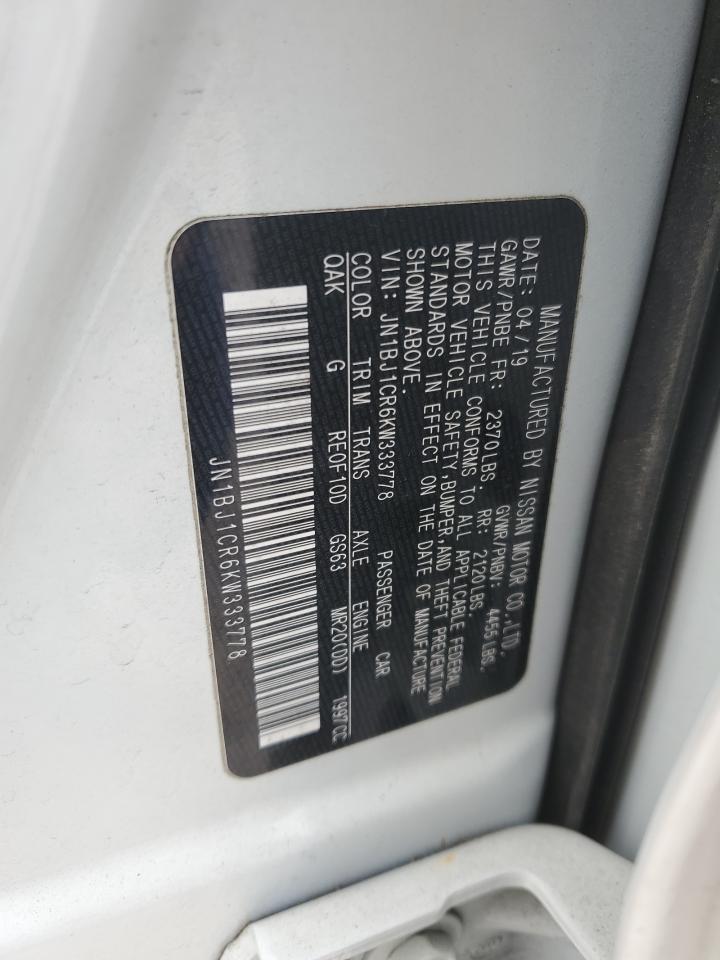 MANUFACTURED BY NISSAN MOTOR CO.,LTD.
DATE: 04/19 GVWR/PNBV: 4455LBS.
GAWR/PNBE FR: 2370LBS. RR: 2120LBS.
THIS VEHICLE CONFORMS TO ALL APPLICABLE FEDERAL
MOTOR VEHICLE SAFETY,BUMPER,AND THEFT PREVENTION
STANDARDS IN EFFECT ON THE DATE OF MANUFACTURE
SHOWN ABOVE.
VIN: JN1BJ1CR6KW333778 PASSENGER CAR
COLOR TRIM TRANS AXLE ENGINE
QAK G RE0F10D GS63 MR20(DD) 1997CC
JN1BJ1CR6KW333778